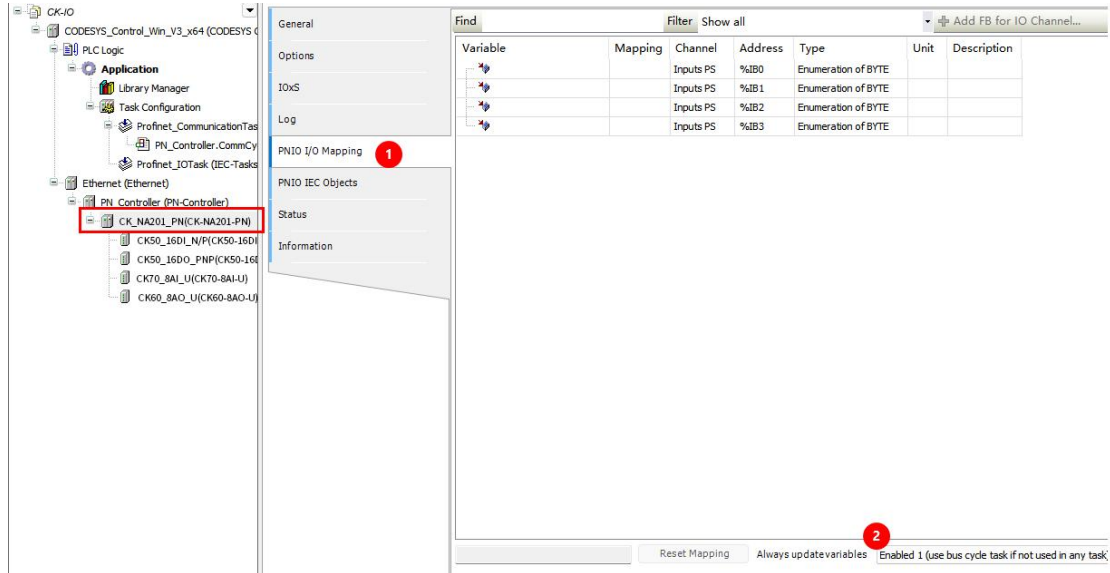 CK-IO
CODESYS_Control_Win_V3_x64 (CODESYS C
PLC Logic
Application
Library Manager
Task Configuration
Profinet_CommunicationTas
PN_Controller.CommCy
Profinet_IOTask (IEC-Tasks
Ethernet (Ethernet)
PN_Controller (PN-Controller)
CK_NA201_PN(CK-NA201-PN)
CK50_16DI_N/P(CK50-16DI
CK50_16DO_PNP(CK50-16D
CK70_8AI_U(CK70-8AI-U)
CK60_8AO_U(CK60-8AO-U)
General
Options
IOxS
Log
PNIO I/O Mapping 1
PNIO IEC Objects
Status
Information
Find Filter Show all Add FB for IO Channel...
Variable Mapping Channel Address Type Unit Description
Inputs PS %IB0 Enumeration of BYTE
Inputs PS %IB1 Enumeration of BYTE
Inputs PS %IB2 Enumeration of BYTE
Inputs PS %IB3 Enumeration of BYTE
2
Reset Mapping Always updatevariables Enabled 1 (use bus cycle task if not used in any task)